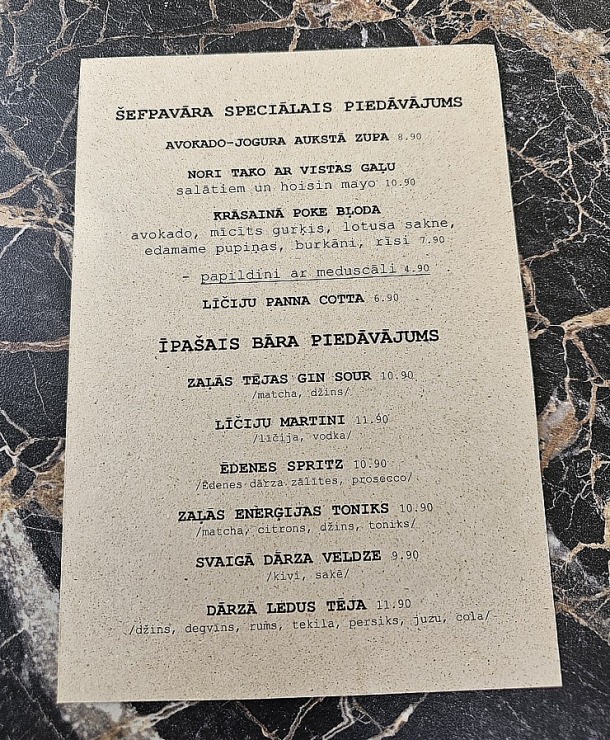 ŠEFPAVĀRA SPECIĀLAIS PIEDĀVĀJUMS
AVOKADO-JOGURA AUKSTĀ ZUPA 8.90
NORI TAKO AR VISTAS GAĻU
salātiem un hoisin mayo 10.90
KRĀSAINĀ POKE BĻODA
avokado, micīts gurķis, lotusa sakne,
edamame pupiņas, burkāni, rīsi 7.90
- papildini ar meduscāli 4.90
LĪČIJU PANNA COTTA 6.90
ĪPAŠAIS BĀRA PIEDĀVĀJUMS
ZAĻĀS TĒJAS GIN SOUR 10.90
/matcha, džins/
LĪČIJU MARTINI 11.90
/līčija, vodka/
ĒDENES SPRITZ 10.90
/Ēdenes dārza zālītes, prosecco/
ZAĻĀS ENERĢIJAS TONIKS 10.90
/matcha, citrons, džins, toniks/
SVAIGĀ DĀRZA VELDZE 9.90
/kivi, sakē/
DĀRZĀ LEDUS TĒJA 11.90
/džins, degvīns, rums, tekila, persiks, juzu, cola/